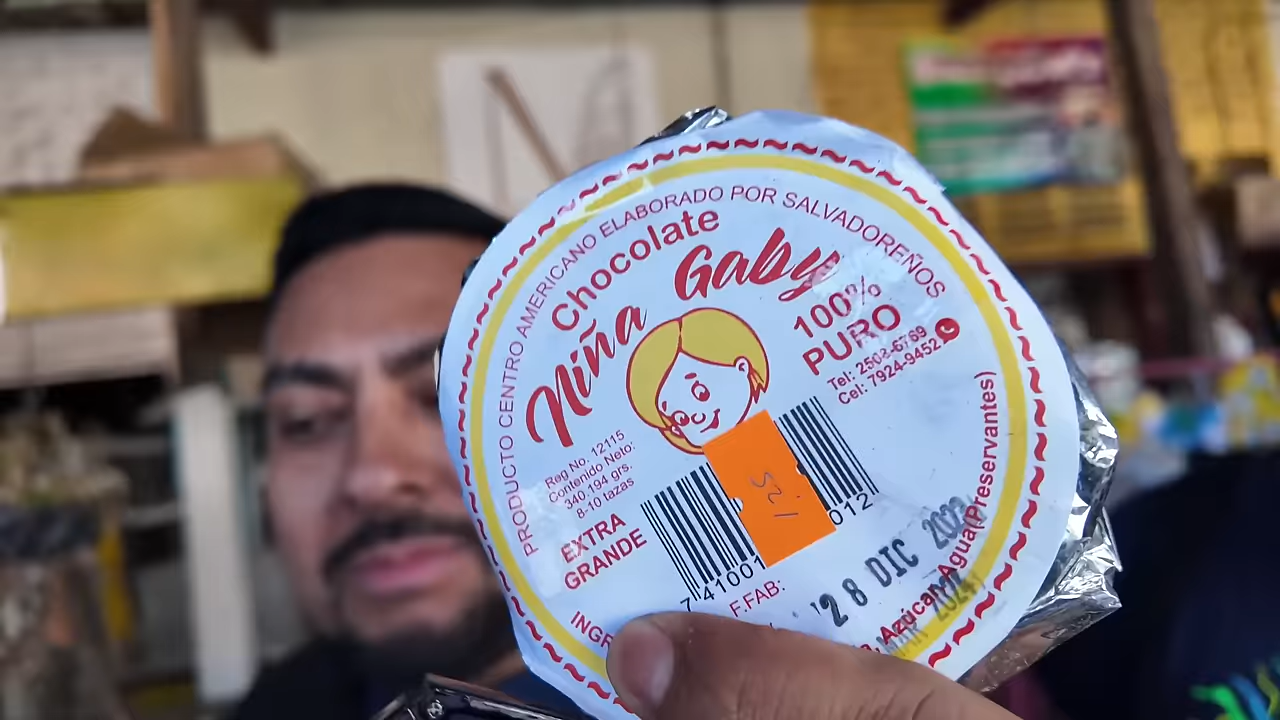 PRODUCTO CENTRO AMERICANO ELABORADO POR SALVADOREÑOS
Chocolate
Niña Gaby
100%
PURO
Tel: 2508-6769
Cel: 7924-9452
Reg No. 12115
Contenido Neto:
340.194 grs.
8-10 tazas
EXTRA
GRANDE
741001
012
F.FAB:
28 DIC
Azúcar, Agua(Preservantes)